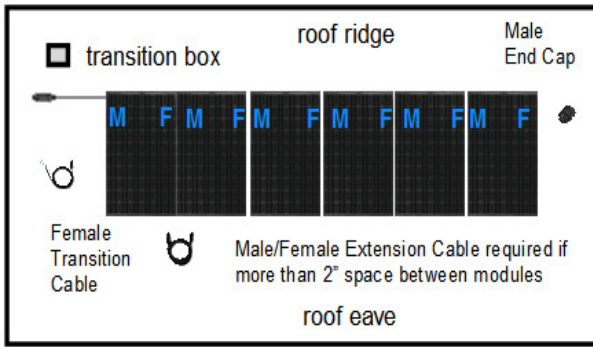 roof ridge
Male
End Cap
transition box
M F M F M F M F M F M F
Female
Transition
Cable
Male/Female Extension Cable required if
more than 2" space between modules
roof eave